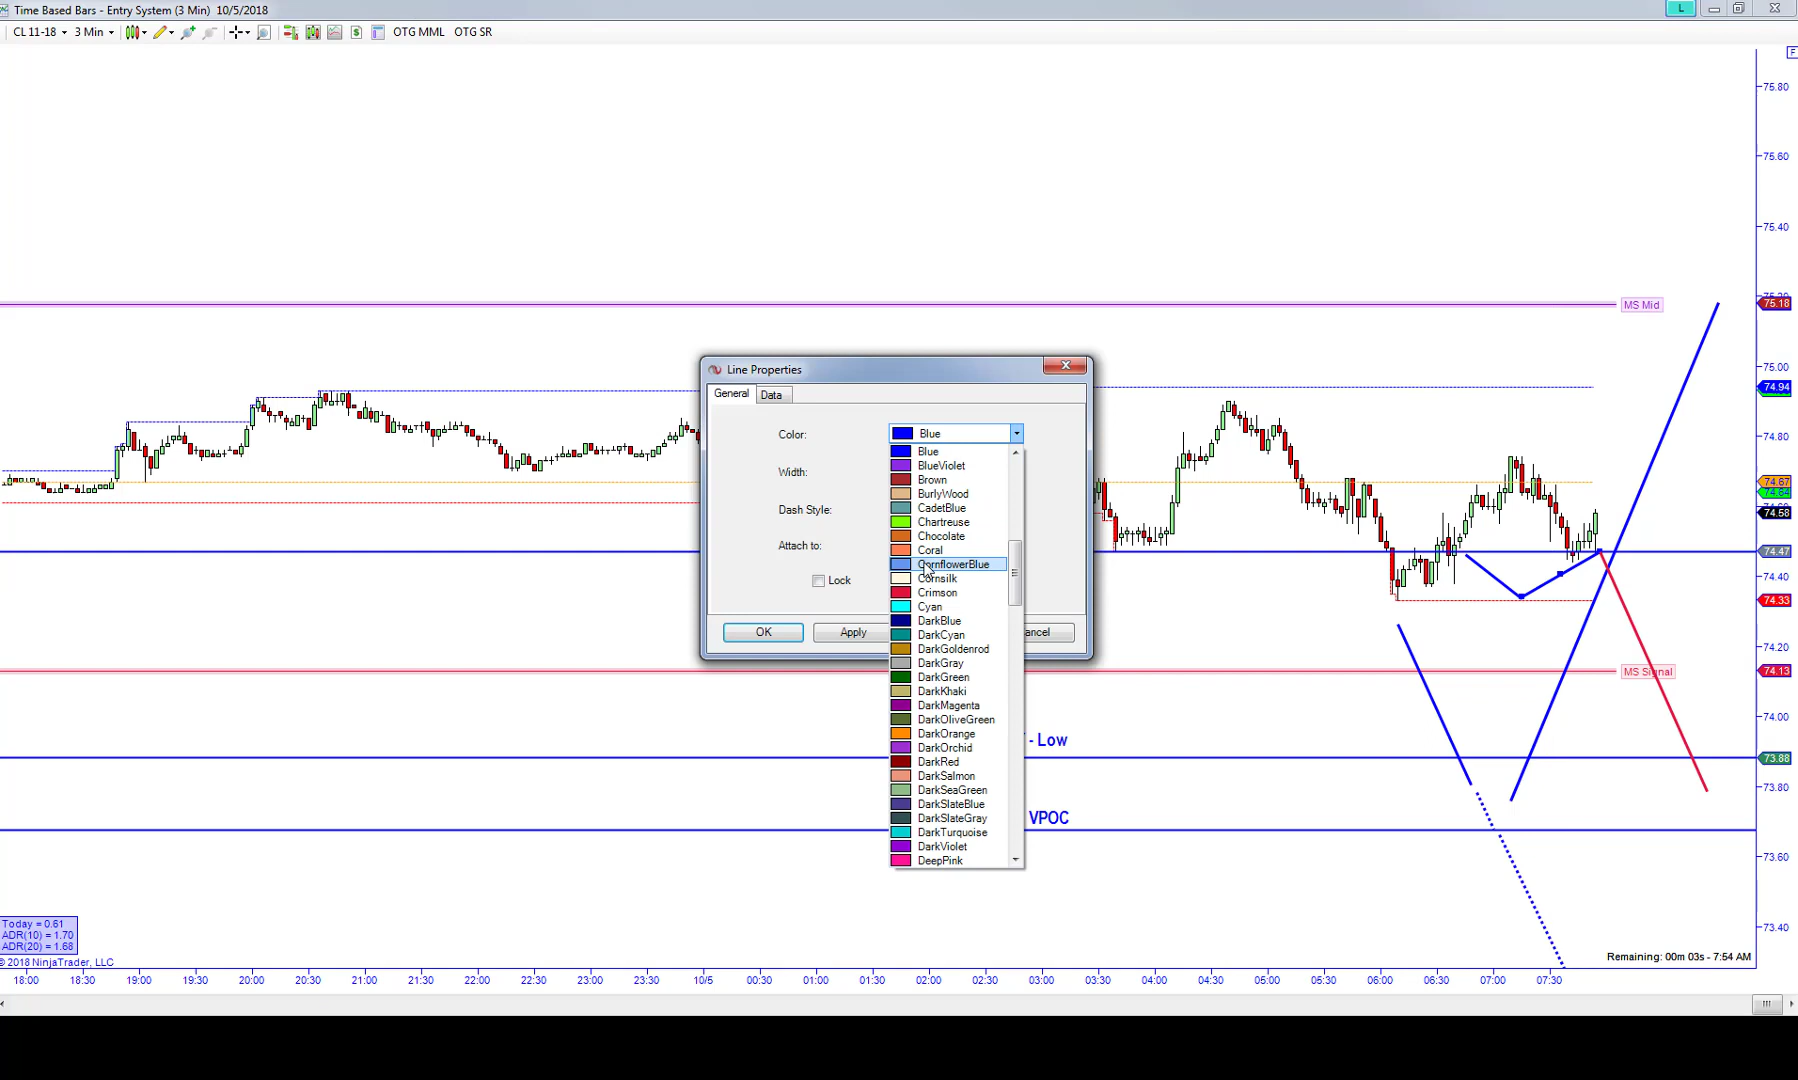 Time Based Bars - Entry System (3 Min)  10/5/2018
L
CL 11-18
3 Min
$
OTG MML
OTG SR
F
75.80
75.60
75.40
75.18
MS Mid
75.00
74.94
74.80
74.67
74.64
74.58
74.47
74.40
74.33
74.20
74.13
MS Signal
74.00
73.88
73.80
73.60
73.40
Line Properties
General
Data
Color:
Blue
Width:
Dash Style:
Attach to:
Lock
OK
Apply
ancel
Blue
BlueViolet
Brown
BurlyWood
CadetBlue
Chartreuse
Chocolate
Coral
CornflowerBlue
Cornsilk
Crimson
Cyan
DarkBlue
DarkCyan
DarkGoldenrod
DarkGray
DarkGreen
DarkKhaki
DarkMagenta
DarkOliveGreen
DarkOrange
DarkOrchid
DarkRed
DarkSalmon
DarkSeaGreen
DarkSlateBlue
DarkSlateGray
DarkTurquoise
DarkViolet
DeepPink
- Low
VPOC
Today = 0.61
ADR(10) = 1.70
ADR(20) = 1.68
© 2018 NinjaTrader, LLC
Remaining: 00m 03s - 7:54 AM
18:00 18:30 19:00 19:30 20:00 20:30 21:00 21:30 22:00 22:30 23:00 23:30 10/5 00:30 01:00 01:30 02:00 02:30 03:00 03:30 04:00 04:30 05:00 05:30 06:00 06:30 07:00 07:30